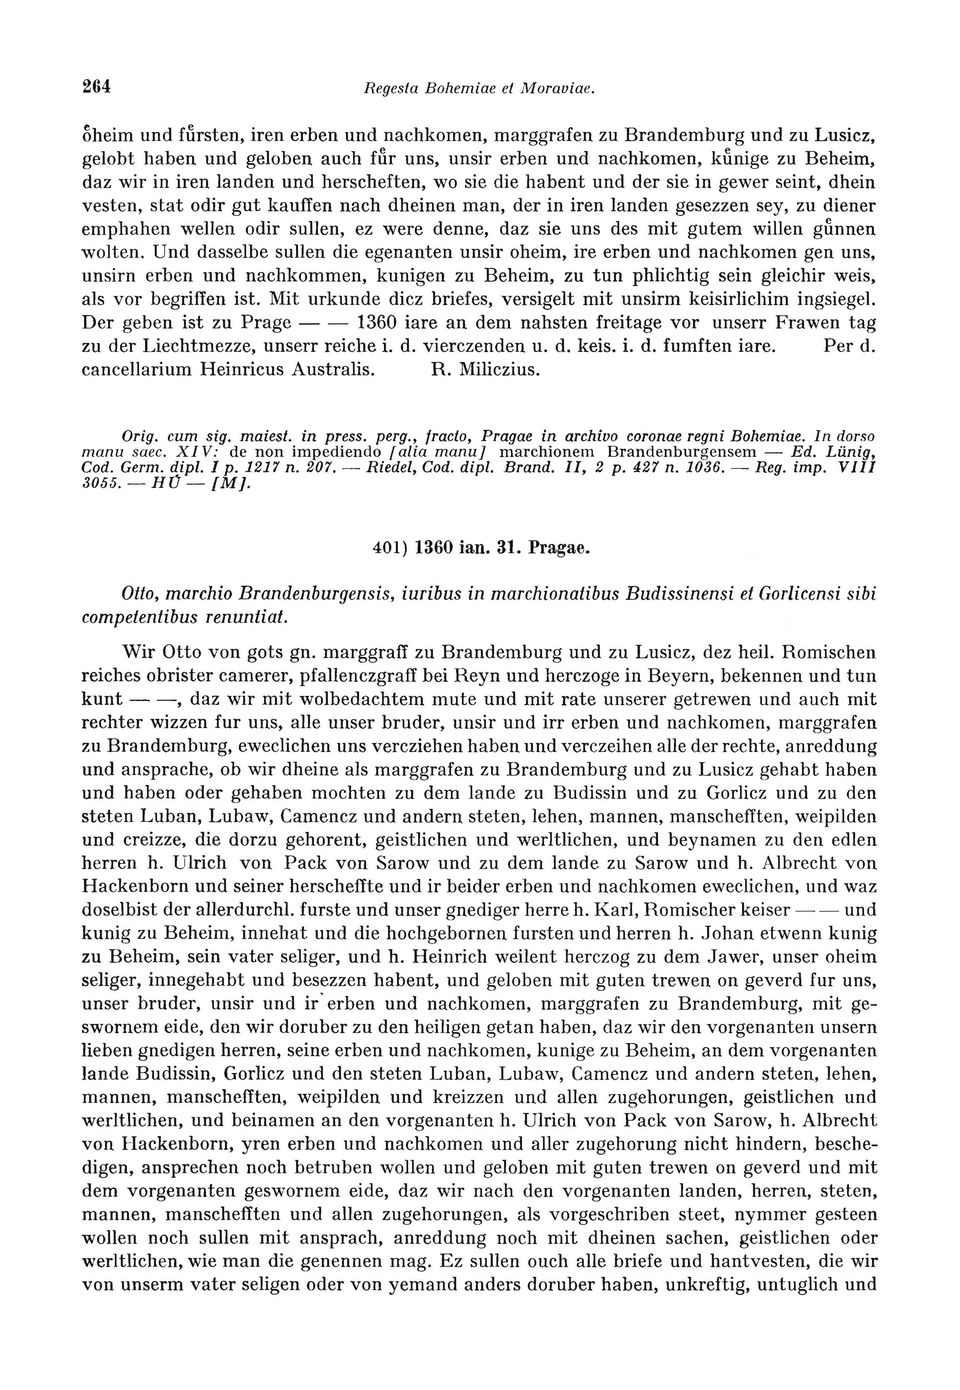 264 Regesta Bohemiae et Moraviae.
oͤheim und fuͤrsten, iren erben und nachkomen, marggrafen zu Brandemburg und zu Lusicz,
gelobt haben und geloben auch fuͤr uns, unsir erben und nachkomen, kuͤnige zu Beheim,
daz wir in iren landen und herscheften, wo sie die habent und der sie in gewer seint, dhein
vesten, stat odir gut kauffen nach dheinen man, der in iren landen gesezzen sey, zu diener
emphahen wellen odir sullen, ez were denne, daz sie uns des mit gutem willen guͤnnen
wolten. Und dasselbe sullen die egenanten unsir oheim, ire erben und nachkomen gen uns,
unsirn erben und nachkommen, kunigen zu Beheim, zu tun phlichtig sein gleichir weis,
als vor begriffen ist. Mit urkunde dicz briefes, versigelt mit unsirm keisirlichim ingsiegel.
Der geben ist zu Prage — — 1360 iare an dem nahsten freitage vor unserr Frawen tag
zu der Liechtmezze, unserr reiche i. d. vierczenden u. d. keis. i. d. fumften iare. Per d.
cancellarium Heinricus Australis. R. Miliczius.
Orig. cum sig. maiest. in press. perg., fracto, Pragae in archivo coronae regni Bohemiae. In dorso
manu saec. XIV: de non impediendo [alia manu] marchionem Brandenburgensem — Ed. Lünig,
Cod. Germ. dipl. I p. 1217 n. 207. — Riedel, Cod. dipl. Brand. II, 2 p. 427 n. 1036. — Reg. imp. VIII
3055. — HÚ — [M].
401) 1360 ian. 31. Pragae.
Otto, marchio Brandenburgensis, iuribus in marchionatibus Budissinensi et Gorlicensi sibi
competentibus renuntiat.
Wir Otto von gots gn. marggraff zu Brandemburg und zu Lusicz, dez heil. Romischen
reiches obrister camerer, pfallenczgraff bei Reyn und herczoge in Beyern, bekennen und tun
kunt — —, daz wir mit wolbedachtem mute und mit rate unserer getrewen und auch mit
rechter wizzen fur uns, alle unser bruder, unsir und irr erben und nachkomen, marggrafen
zu Brandemburg, eweclichen uns vercziehen haben und verczeihen alle der rechte, anreddung
und ansprache, ob wir dheine als marggrafen zu Brandemburg und zu Lusicz gehabt haben
und haben oder gehaben mochten zu dem lande zu Budissin und zu Gorlicz und zu den
steten Luban, Lubaw, Camencz und andern steten, lehen, mannen, manschefften, weipilden
und creizze, die dorzu gehorent, geistlichen und werltlichen, und beynamen zu den edlen
herren h. Ulrich von Pack von Sarow und zu dem lande zu Sarow und h. Albrecht von
Hackenborn und seiner herscheffte und ir beider erben und nachkomen eweclichen, und waz
doselbist der allerdurchl. furste und unser gnediger herre h. Karl, Romischer keiser — — und
kunig zu Beheim, innehat und die hochgebornen fursten und herren h. Johan etwenn kunig
zu Beheim, sein vater seliger, und h. Heinrich weilent herczog zu dem Jawer, unser oheim
seliger, innegehabt und besezzen habent, und geloben mit guten trewen on geverd fur uns,
unser bruder, unsir und ir erben und nachkomen, marggrafen zu Brandemburg, mit ge-
swornem eide, den wir doruber zu den heiligen getan haben, daz wir den vorgenanten unsern
lieben gnedigen herren, seine erben und nachkomen, kunige zu Beheim, an dem vorgenanten
lande Budissin, Gorlicz und den steten Luban, Lubaw, Camencz und andern steten, lehen,
mannen, manschefften, weipilden und kreizzen und allen zugehorungen, geistlichen und
werltlichen, und beinamen an den vorgenanten h. Ulrich von Pack von Sarow, h. Albrecht
von Hackenborn, yren erben und nachkomen und aller zugehorung nicht hindern, besche-
digen, ansprechen noch betruben wollen und geloben mit guten trewen on geverd und mit
dem vorgenanten geswornem eide, daz wir nach den vorgenanten landen, herren, steten,
mannen, manschefften und allen zugehorungen, als vorgeschriben steet, nymmer gesteen
wollen noch sullen mit ansprach, anreddung noch mit dheinen sachen, geistlichen oder
werltlichen, wie man die genennen mag. Ez sullen ouch alle briefe und hantvesten, die wir
von unserm vater seligen oder von yemand anders doruber haben, unkreftig, untuglich und